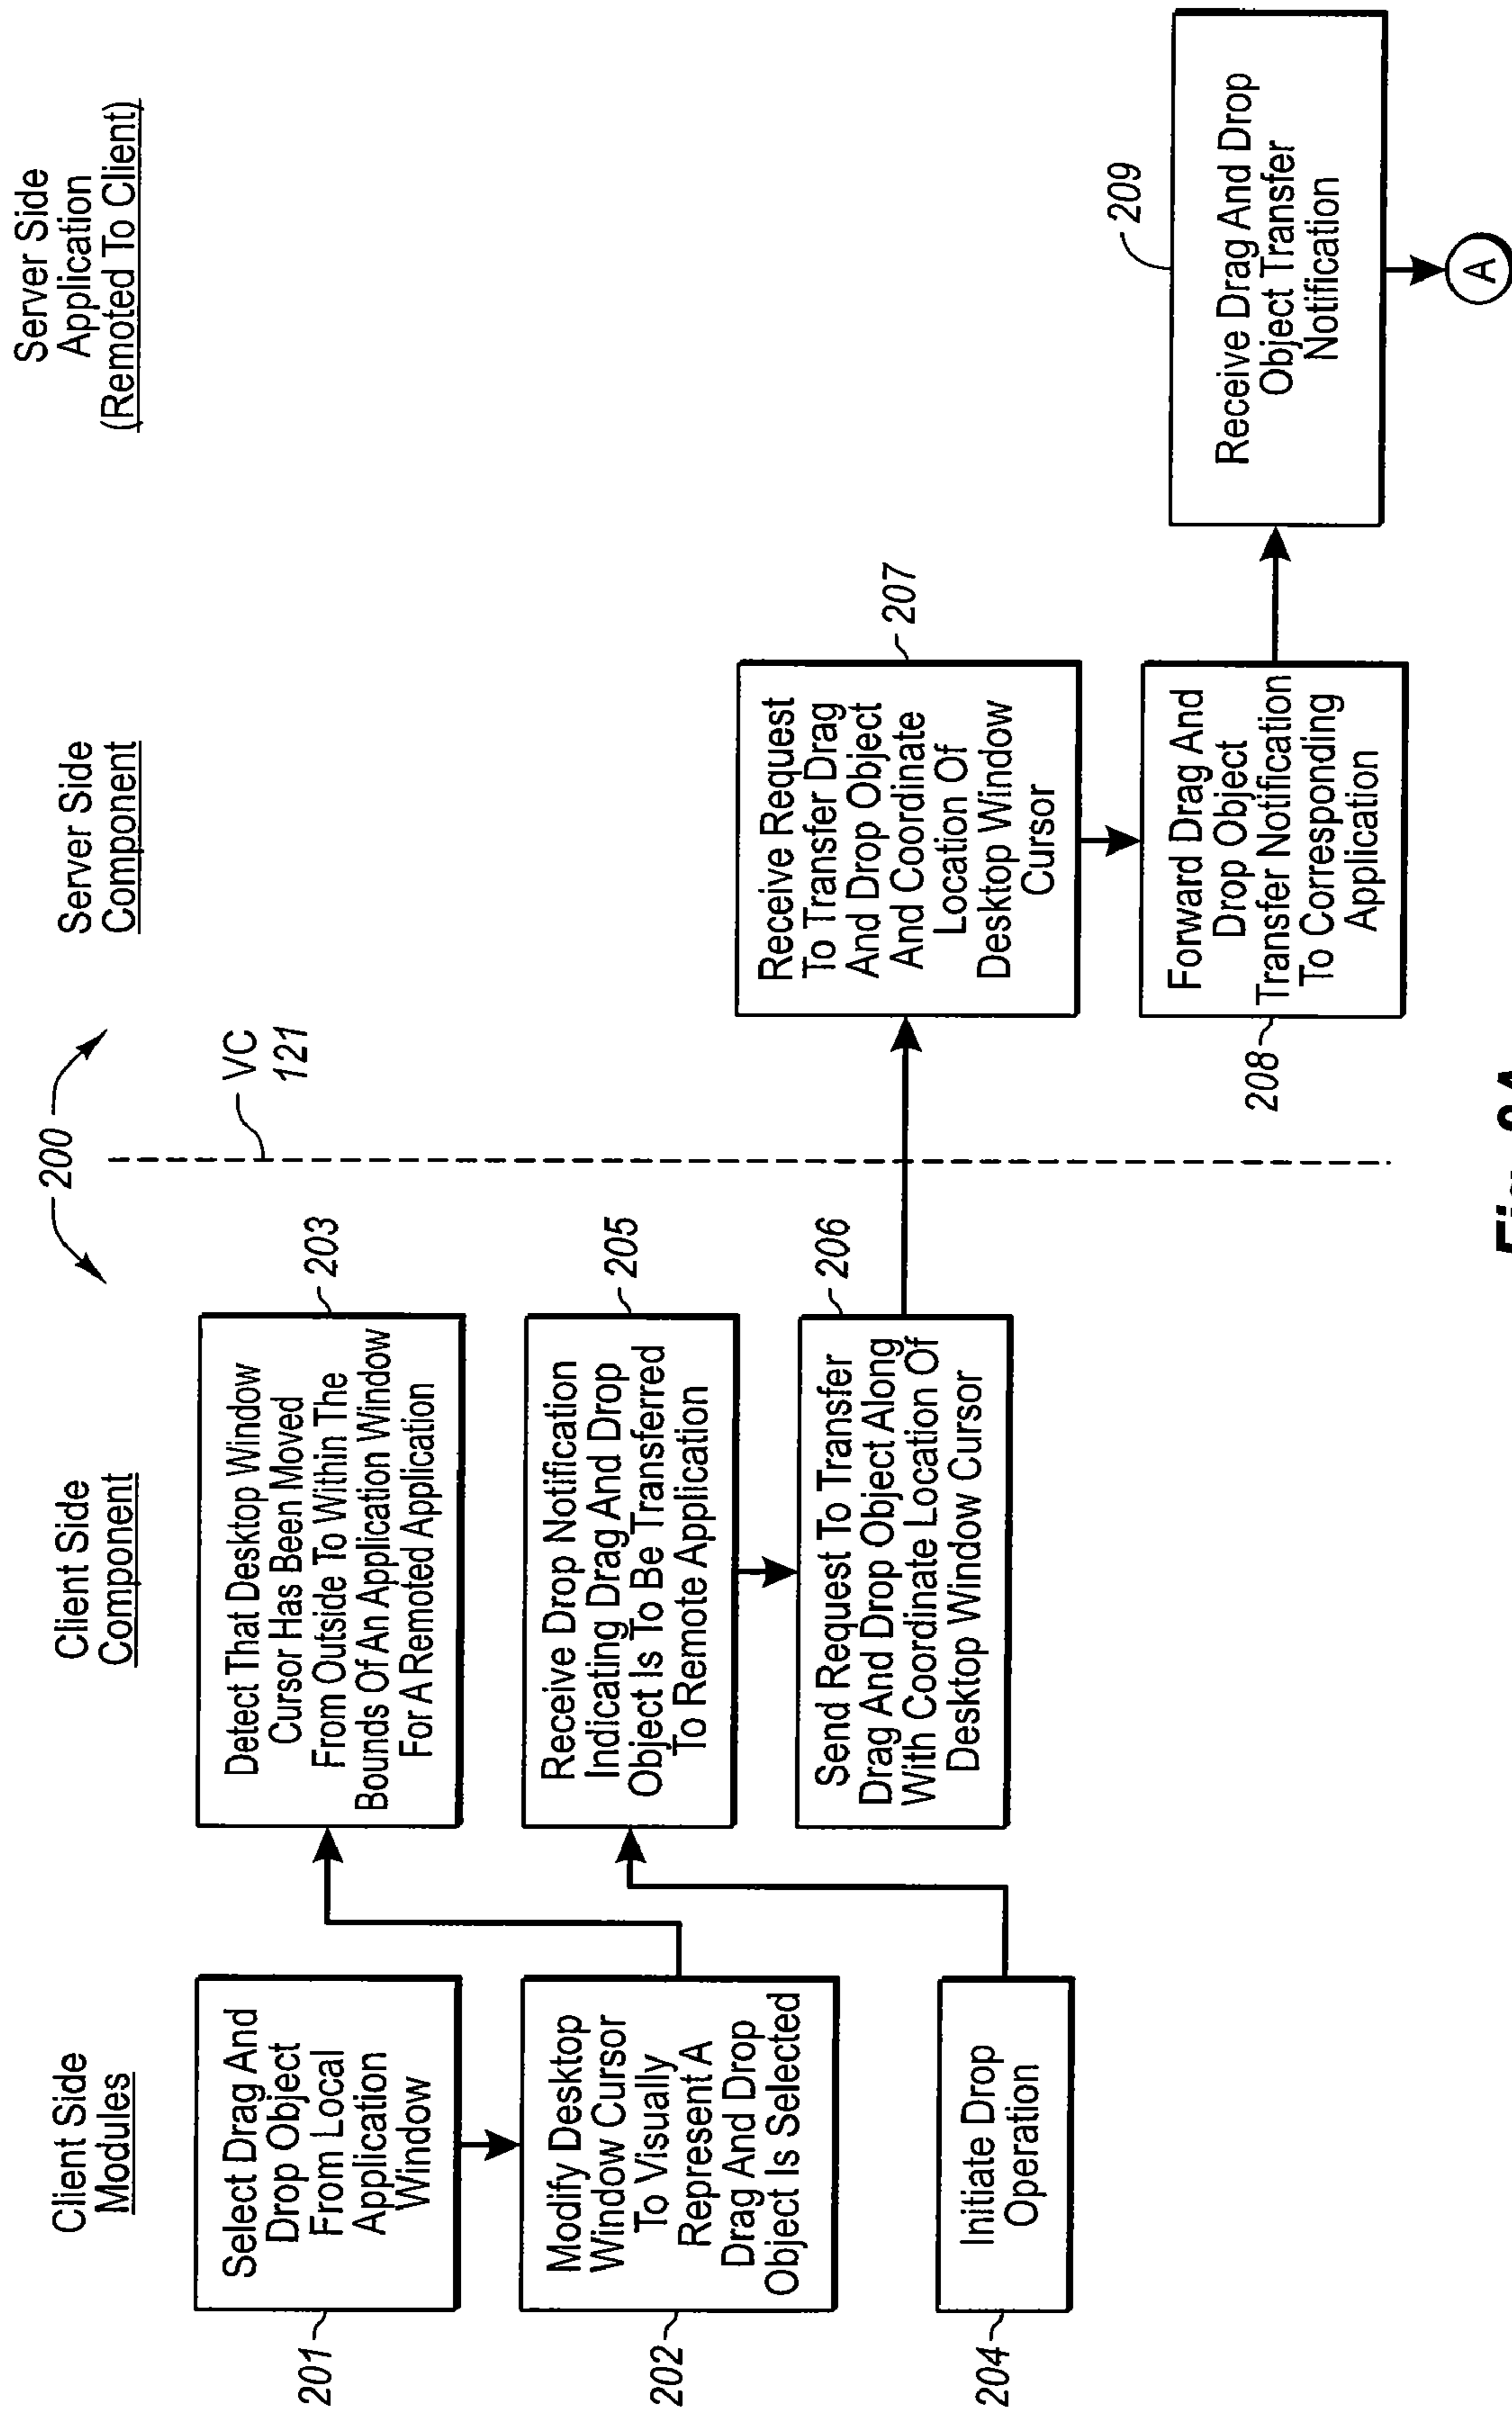 Client Side
Modules
Client Side
Component
Server Side
Component
Server Side
Application
(Remoted To Client)
200
VC
121
201
Select Drag And
Drop Object
From Local
Application
Window
202
Modify Desktop
Window Cursor
To Visually
Represent A
Drag And Drop
Object Is Selected
203
Detect That Desktop Window
Cursor Has Been Moved
From Outside To Within The
Bounds Of An Application Window
For A Remoted Application
204
Initiate Drop
Operation
205
Receive Drop Notification
Indicating Drag And Drop
Object Is To Be Transferred
To Remote Application
206
Send Request To Transfer
Drag And Drop Object Along
With Coordinate Location Of
Desktop Window Cursor
207
Receive Request
To Transfer Drag
And Drop Object
And Coordinate
Location Of
Desktop Window
Cursor
208
Forward Drag And
Drop Object
Transfer Notification
To Corresponding
Application
209
Receive Drag And Drop
Object Transfer
Notification
A